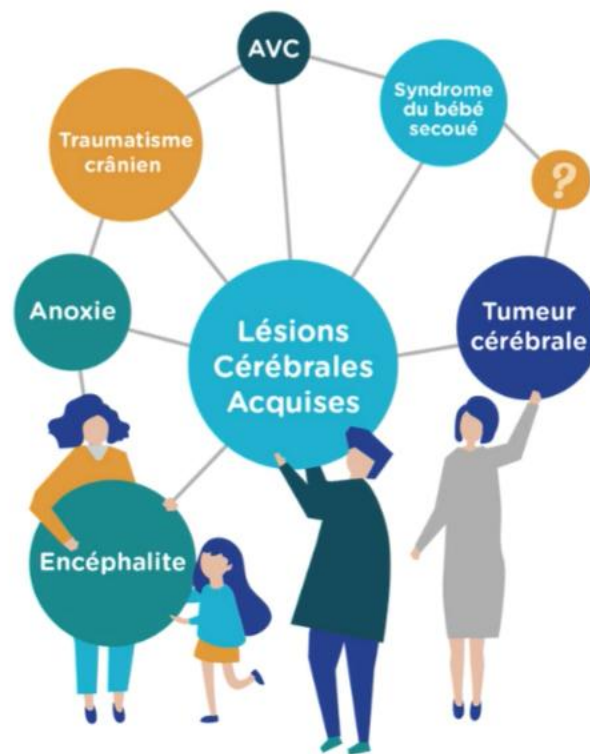 AVC
Syndrome
du bébé
secoué
Traumatisme
crânien
?
Anoxie
Lésions
Cérébrales
Acquises
Tumeur
cérébrale
Encéphalite